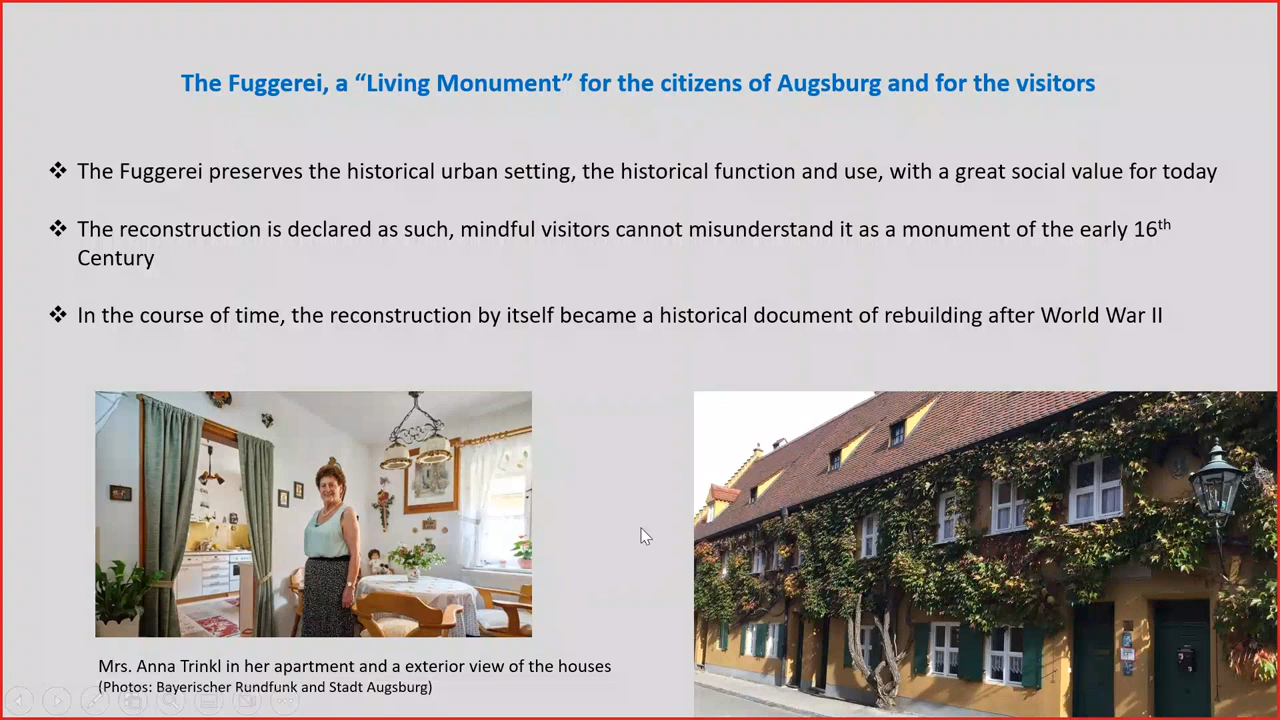 The Fuggerei, a “Living Monument” for the citizens of Augsburg and for the visitors
❖ The Fuggerei preserves the historical urban setting, the historical function and use, with a great social value for today
❖ The reconstruction is declared as such, mindful visitors cannot misunderstand it as a monument of the early 16th
Century
❖ In the course of time, the reconstruction by itself became a historical document of rebuilding after World War II
Mrs. Anna Trinkl in her apartment and a exterior view of the houses
(Photos: Bayerischer Rundfunk and Stadt Augsburg)